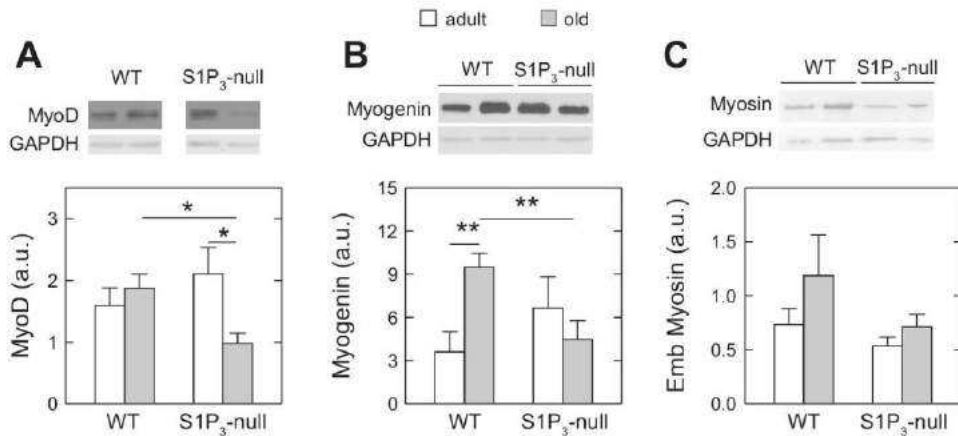 adult old
A
WT S1P₃-null
MyoD
GAPDH
3
2
1
0
MyoD (a.u.)
* *
WT S1P₃-null
B
WT S1P₃-null
Myogenin
GAPDH
15
12
9
6
3
0
Myogenin (a.u.)
** **
WT S1P₃-null
C
WT S1P₃-null
Myosin
GAPDH
2.0
1.5
1.0
0.5
0.0
Emb Myosin (a.u.)
WT S1P₃-null